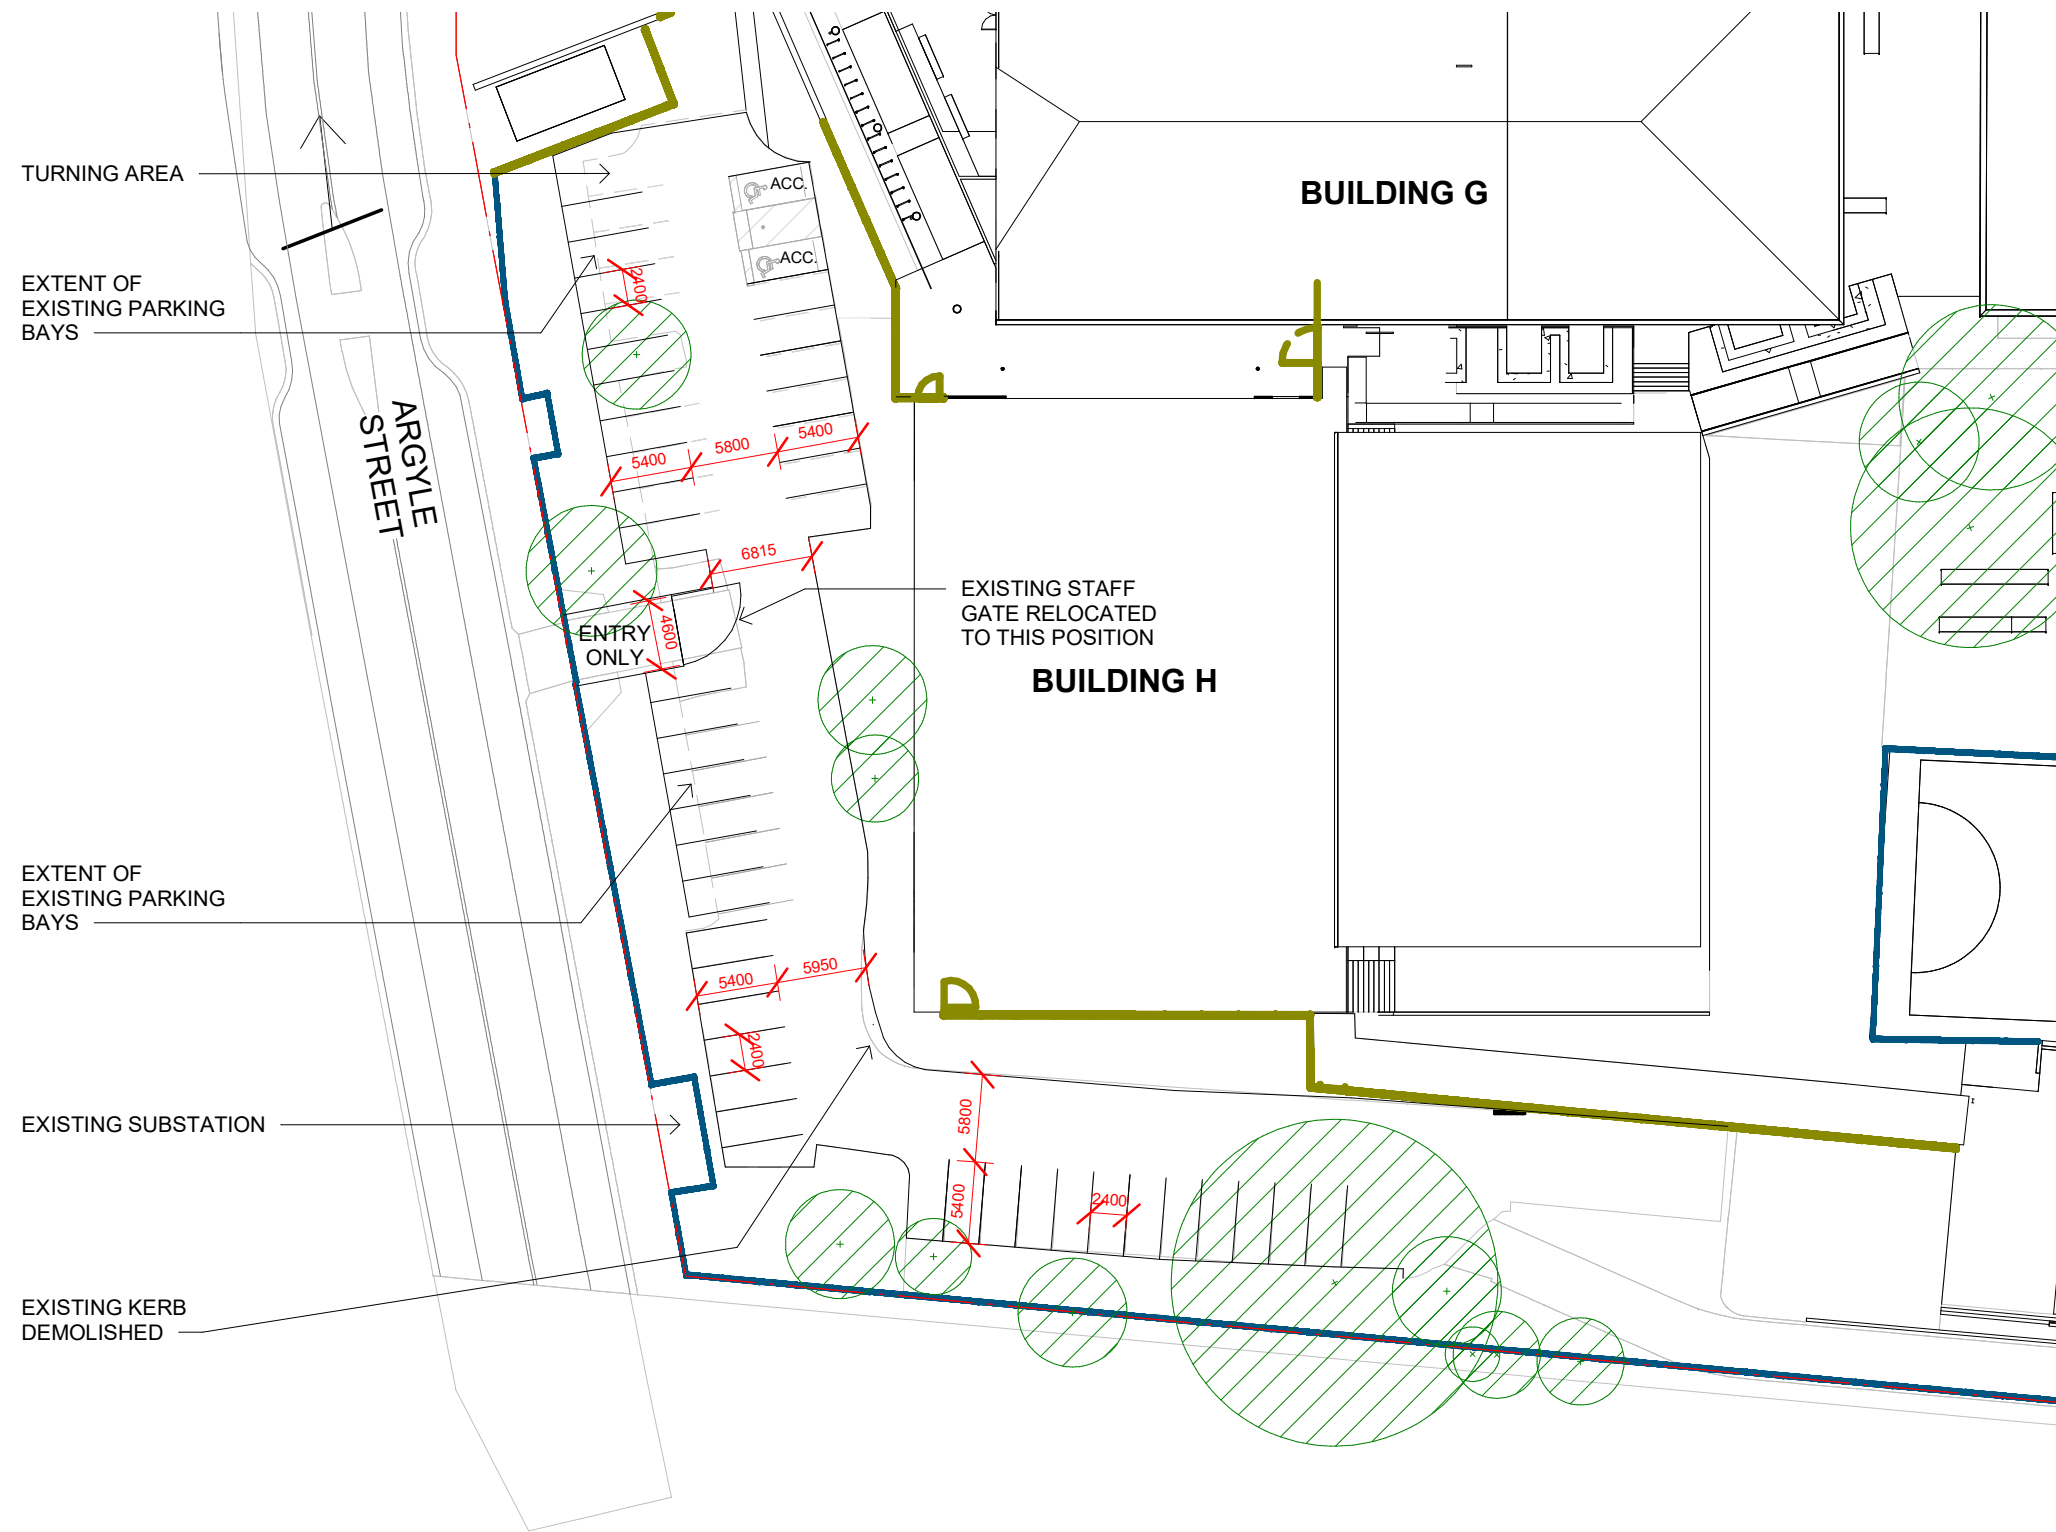 TURNING AREA
EXTENT OF
EXISTING PARKING
BAYS
ARGYLE
STREET
ACC.
ACC.
2400
5400
5800
5400
6815
4600
ENTRY
ONLY
EXISTING STAFF
GATE RELOCATED
TO THIS POSITION
BUILDING G
BUILDING H
EXTENT OF
EXISTING PARKING
BAYS
5400
5950
2400
EXISTING SUBSTATION
5800
5400
2400
EXISTING KERB
DEMOLISHED